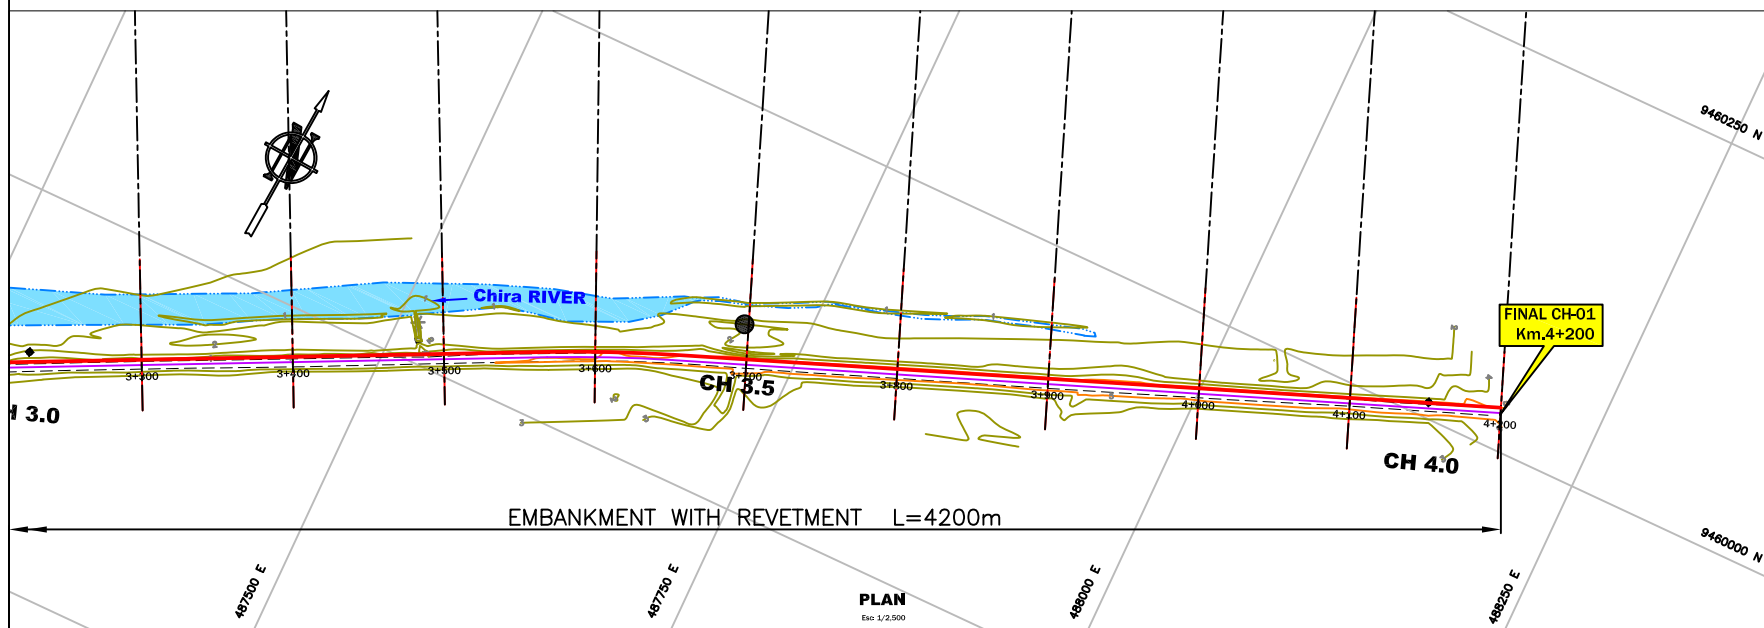 9460250 N
Chira RIVER
FINAL CH-01
Km.4+200
3+300
3+400
3+500
3+600
3+700
3+800
3+900
4+000
4+100
4+200
CH 3.5
H 3.0
CH 4.0
EMBANKMENT WITH REVETMENT L=4200m
9460000 N
487500 E
487750 E
488000 E
488250 E
PLAN
Esc: 1/2,500